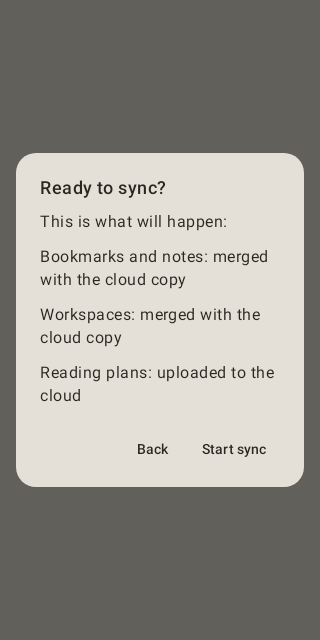 Ready to sync?
This is what will happen:
Bookmarks and notes: merged
with the cloud copy
Workspaces: merged with the
cloud copy
Reading plans: uploaded to the
cloud
Back Start sync